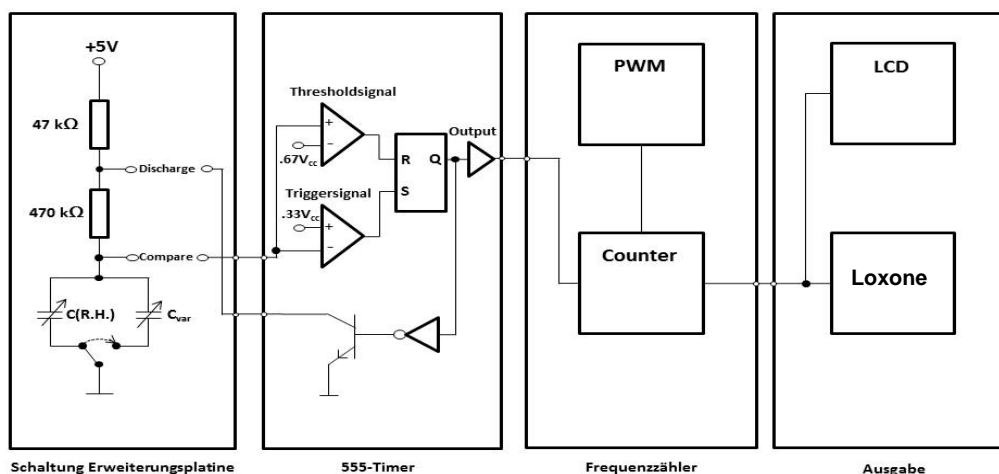 +5V
47 kΩ
Discharge
470 kΩ
Compare
C(R.H.)
Cvar
Schaltung Erweiterungsplatine
Thresholdsignal
+
−
.67Vcc
Triggersignal
.33Vcc
+
−
R Q
S
Output
555-Timer
PWM
Counter
Frequenzzähler
LCD
Loxone
Ausgabe